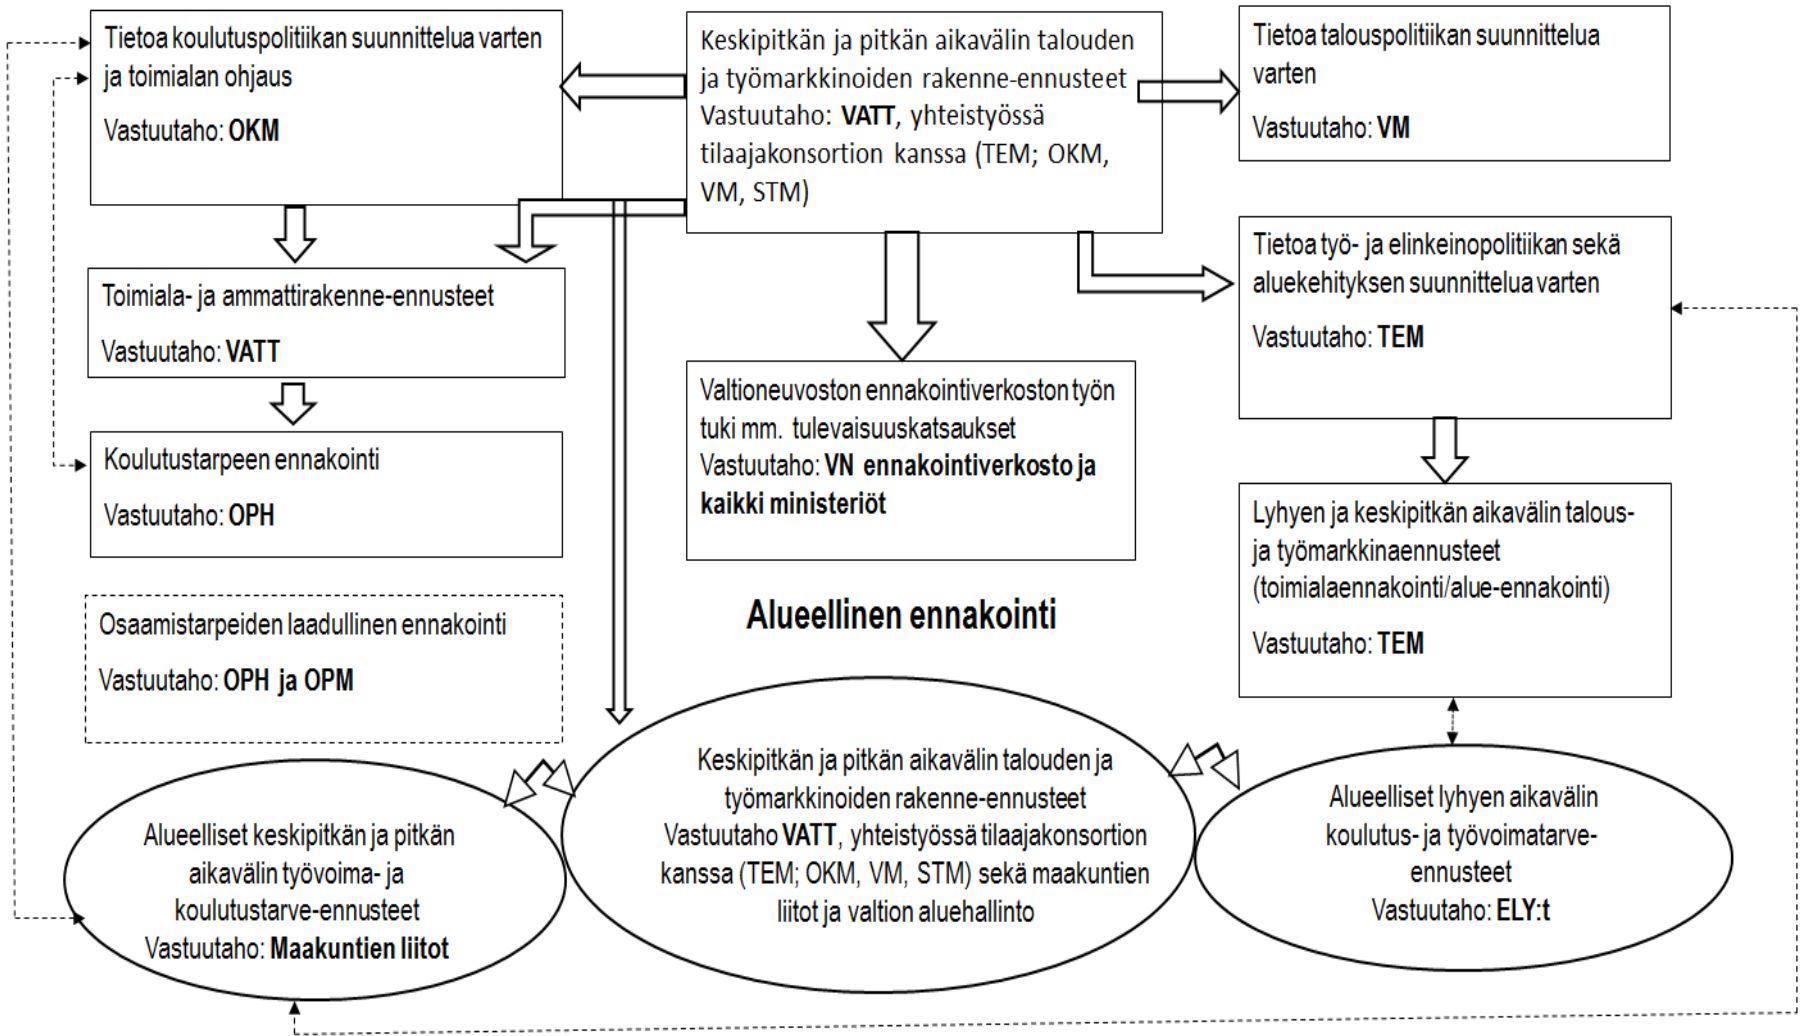 Tietoa koulutuspolitiikan suunnittelua varten
ja toimialan ohjaus
Vastuutaho: OKM
Keskipitkän ja pitkän aikavälin talouden
ja työmarkkinoiden rakenne-ennusteet
Vastuutaho: VATT, yhteistyössä
tilaajakonsortion kanssa (TEM; OKM,
VM, STM)
Tietoa talouspolitiikan suunnittelua
varten
Vastuutaho: VM
Toimiala- ja ammattirakenne-ennusteet
Vastuutaho: VATT
Tietoa työ- ja elinkeinopolitiikan sekä
aluekehityksen suunnittelua varten
Vastuutaho: TEM
Koulutustarpeen ennakointi
Vastuutaho: OPH
Valtioneuvoston ennakointiverkoston työn
tuki mm. tulevaisuuskatsaukset
Vastuutaho: VN ennakointiverkosto ja
kaikki ministeriöt
Lyhyen ja keskipitkän aikavälin talous-
ja työmarkkinaennusteet
(toimialaennakointi/alue-ennakointi)
Vastuutaho: TEM
Osaamistarpeiden laadullinen ennakointi
Vastuutaho: OPH ja OPM
Alueellinen ennakointi
Alueelliset keskipitkän ja pitkän
aikavälin työvoima- ja
koulutustarve-ennusteet
Vastuutaho: Maakuntien liitot
Keskipitkän ja pitkän aikavälin talouden ja
työmarkkinoiden rakenne-ennusteet
Vastuutaho VATT, yhteistyössä tilaajakonsortion
kanssa (TEM; OKM, VM, STM) sekä maakuntien
liitot ja valtion aluehallinto
Alueelliset lyhyen aikavälin
koulutus- ja työvoimatarve-
ennusteet
Vastuutaho: ELY:t